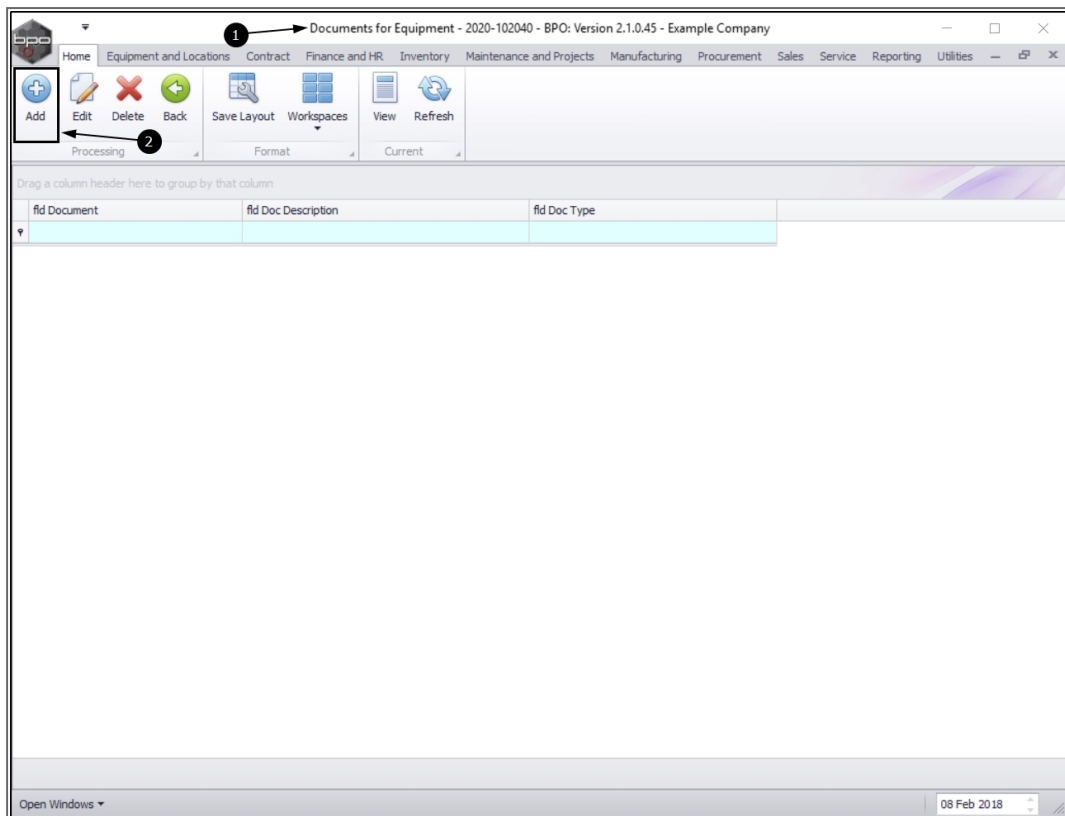 1
Documents for Equipment - 2020-102040 - BPO: Version 2.1.0.45 - Example Company
bpo
Home Equipment and Locations Contract Finance and HR Inventory Maintenance and Projects Manufacturing Procurement Sales Service Reporting Utilities
Add Edit Delete Back Save Layout Workspaces View Refresh
2
Processing Format Current
Drag a column header here to group by that column
fld Document fld Doc Description fld Doc Type
Open Windows 08 Feb 2018